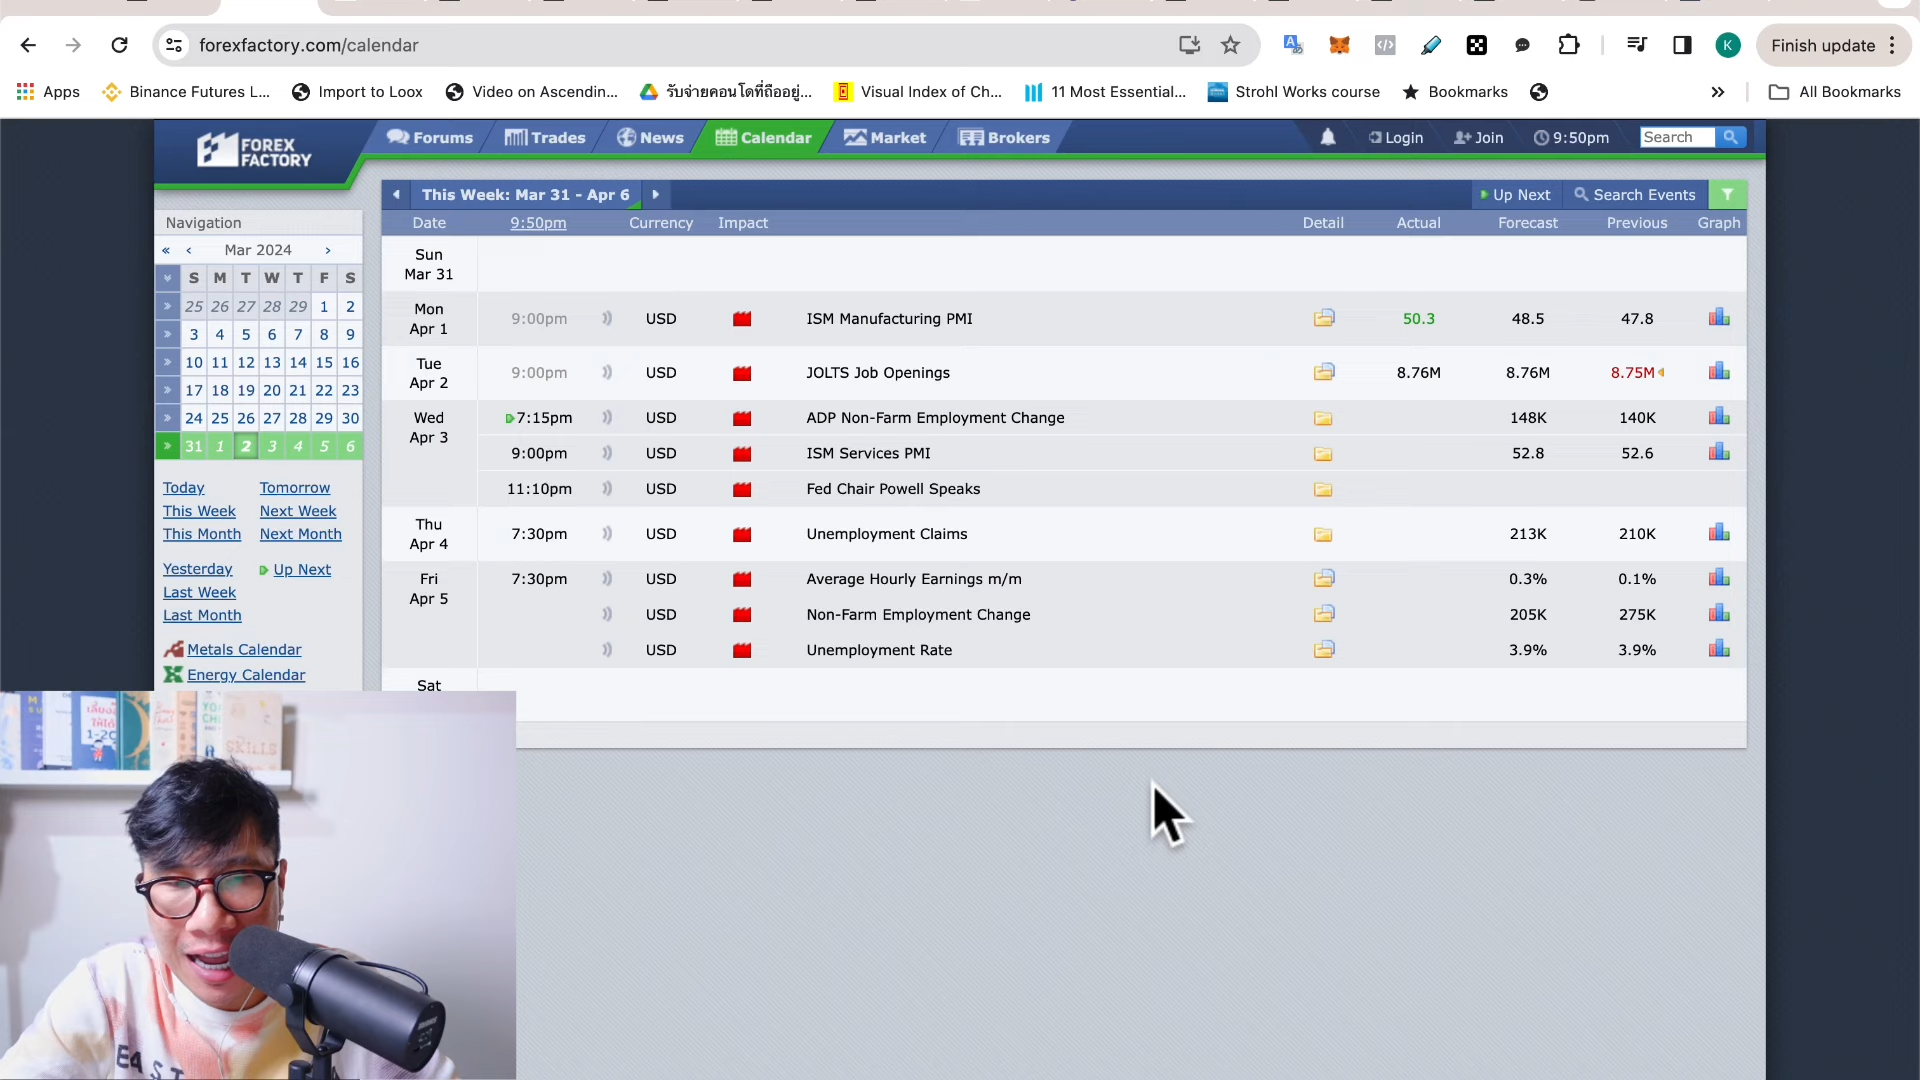 forexfactory.com/calendar
K
Finish update
Apps
Binance Futures L...
Import to Loox
Video on Ascendin...
รับจ่ายคอนโดที่ถืออยู่...
Visual Index of Ch...
11 Most Essential...
Strohl Works course
Bookmarks
All Bookmarks
FOREX FACTORY
Forums
Trades
News
Calendar
Market
Brokers
Login
Join
9:50pm
Search
Navigation
« ‹ Mar 2024 ›
S M T W T F S
25 26 27 28 29 1 2
3 4 5 6 7 8 9
10 11 12 13 14 15 16
17 18 19 20 21 22 23
24 25 26 27 28 29 30
31 1 2 3 4 5 6
Today Tomorrow
This Week Next Week
This Month Next Month
Yesterday Up Next
Last Week
Last Month
Metals Calendar
Energy Calendar
This Week: Mar 31 - Apr 6
Up Next
Search Events
Date 9:50pm Currency Impact Detail Actual Forecast Previous Graph
Sun
Mar 31
Mon
Apr 1
9:00pm USD ISM Manufacturing PMI 50.3 48.5 47.8
Tue
Apr 2
9:00pm USD JOLTS Job Openings 8.76M 8.76M 8.75M
Wed
Apr 3
7:15pm USD ADP Non-Farm Employment Change 148K 140K
9:00pm USD ISM Services PMI 52.8 52.6
11:10pm USD Fed Chair Powell Speaks
Thu
Apr 4
7:30pm USD Unemployment Claims 213K 210K
Fri
Apr 5
7:30pm USD Average Hourly Earnings m/m 0.3% 0.1%
USD Non-Farm Employment Change 205K 275K
USD Unemployment Rate 3.9% 3.9%
Sat
SKILLS